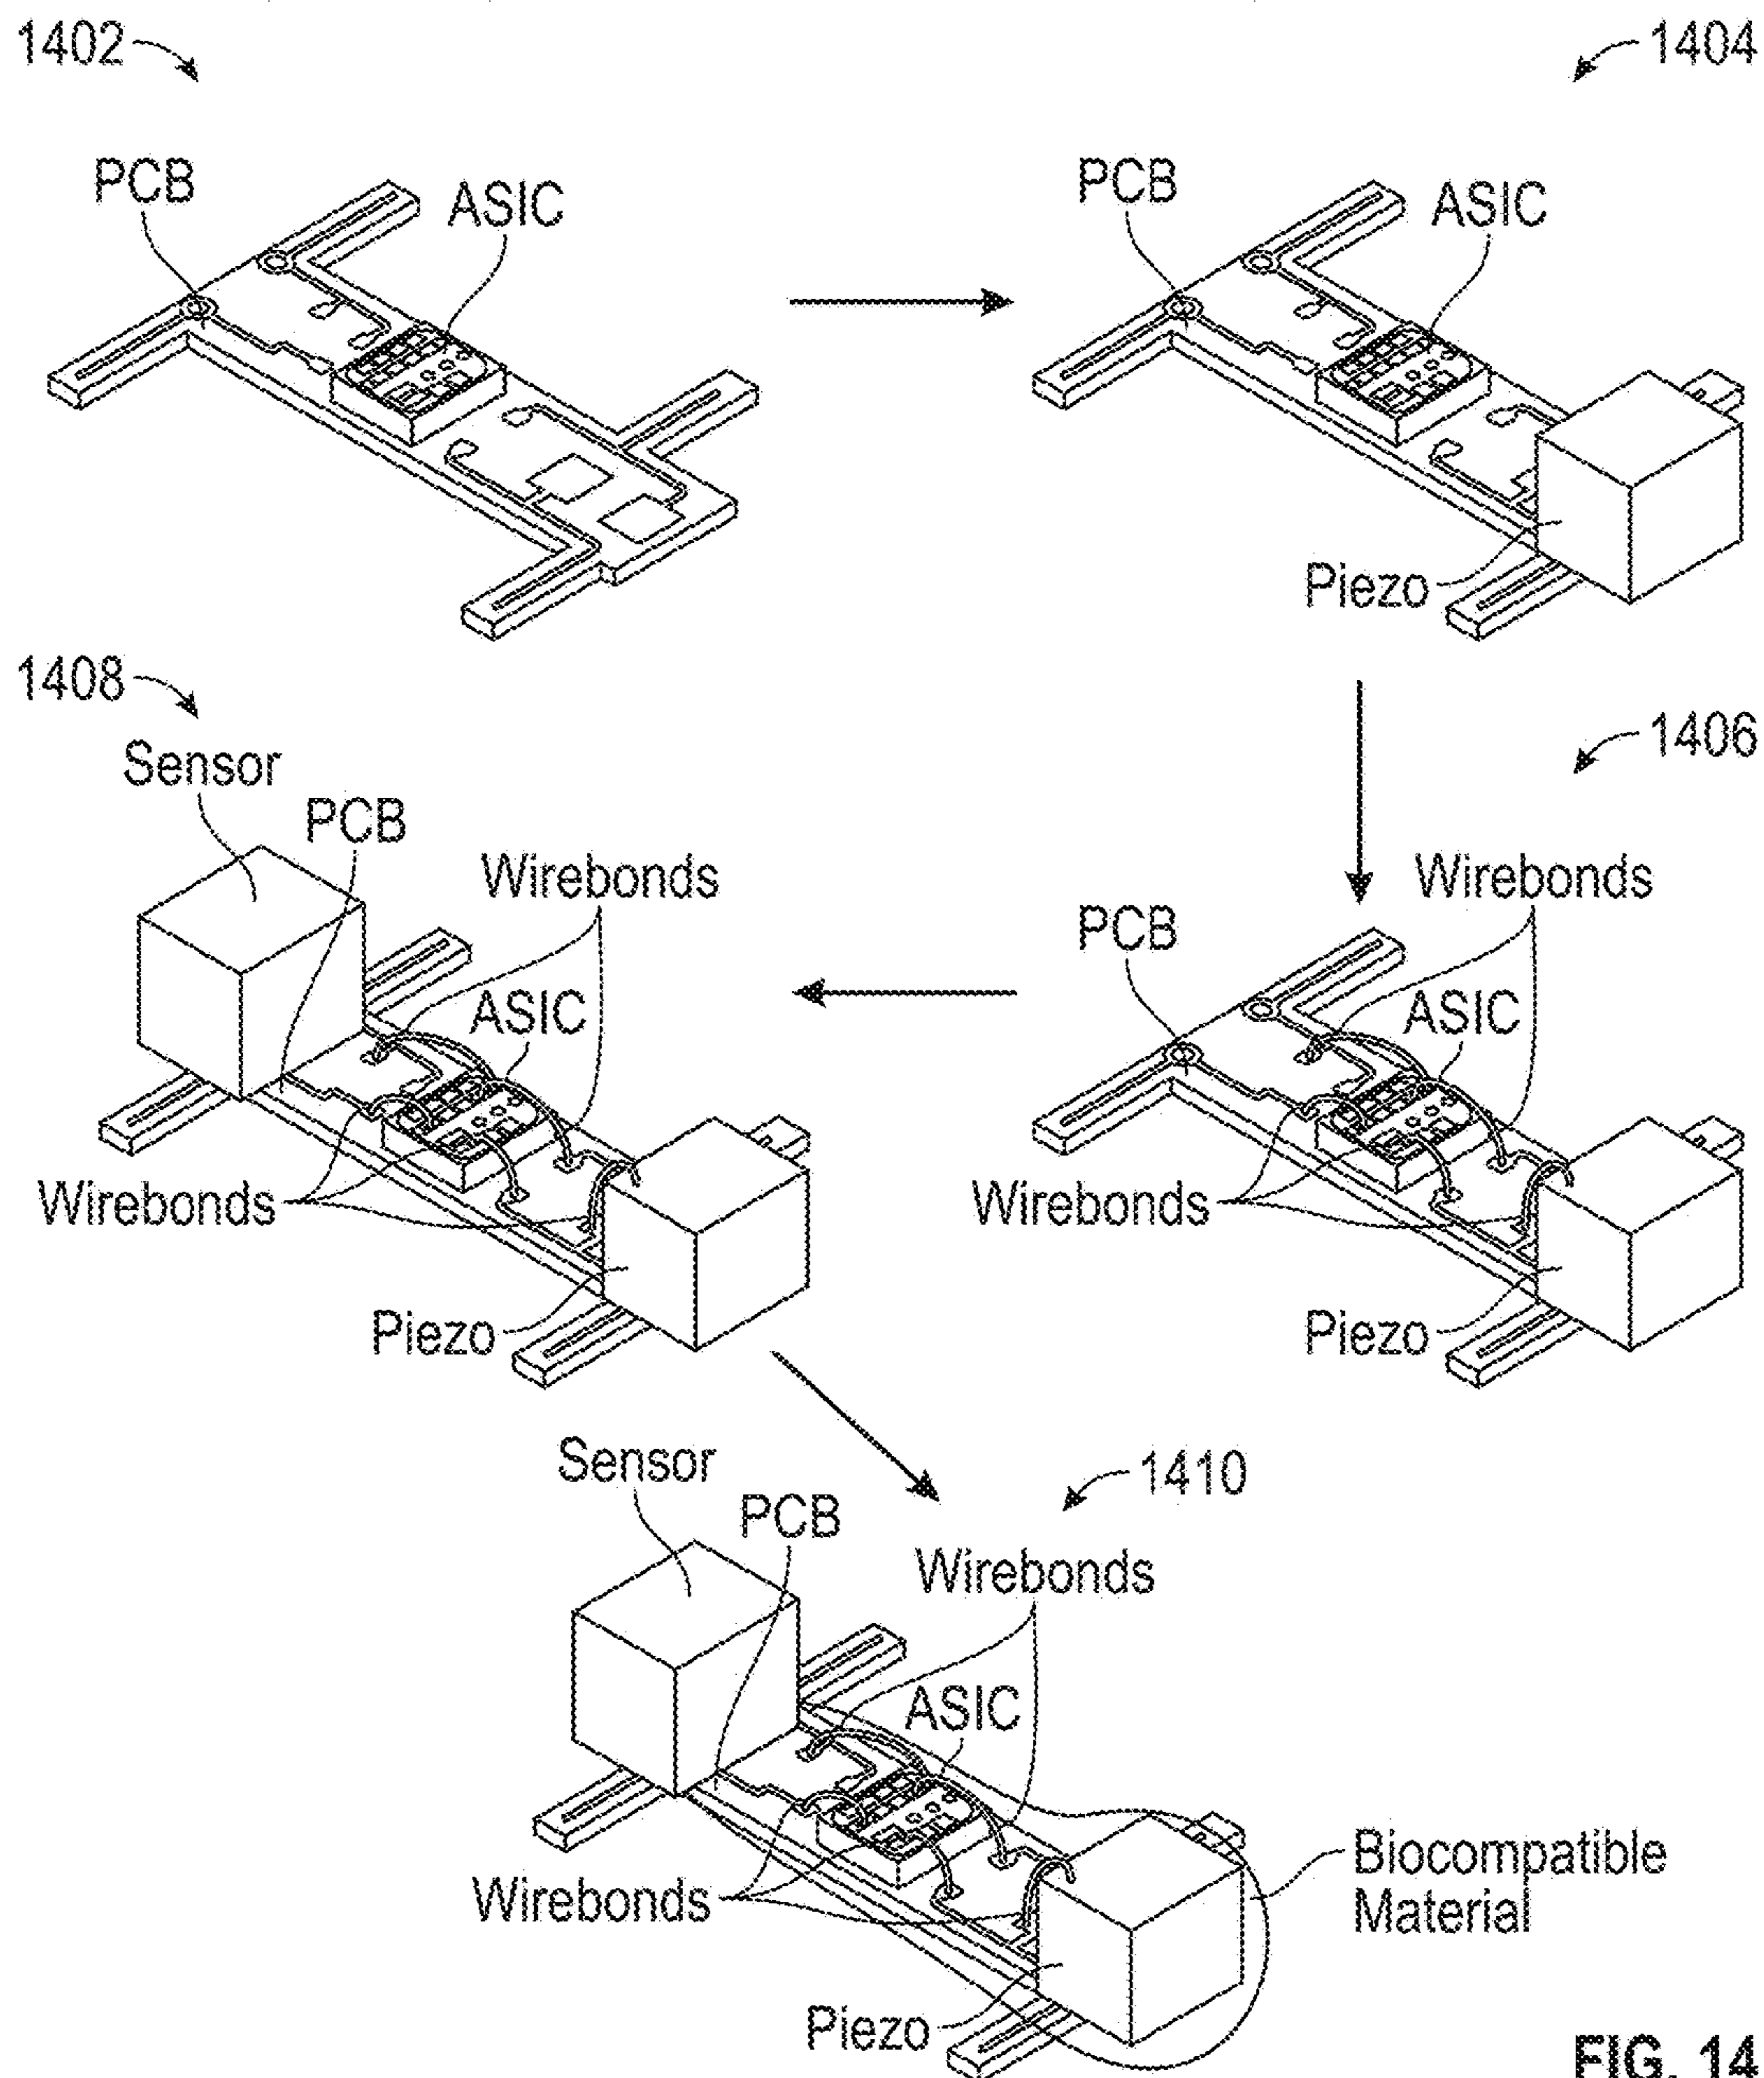 1402
1404
PCB
ASIC
PCB
ASIC
Piezo
1408
1406
Sensor
PCB
Wirebonds
Wirebonds
PCB
ASIC
ASIC
Wirebonds
Wirebonds
Piezo
Piezo
Sensor
1410
PCB
Wirebonds
ASIC
Wirebonds
Biocompatible
Material
Piezo
FIG. 14